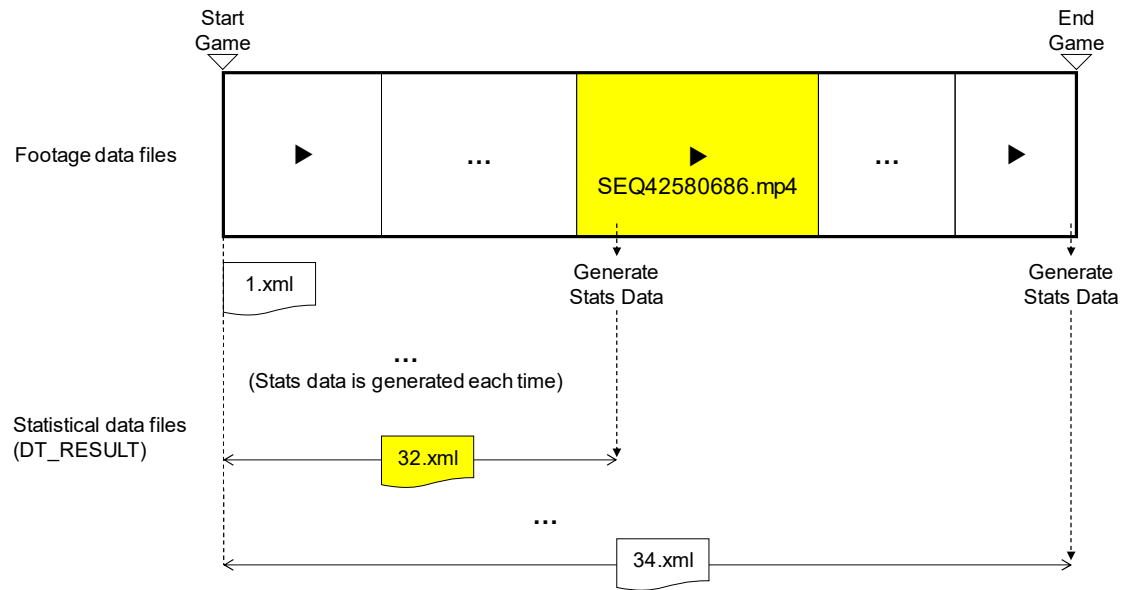 Start
Game
End
Game
Footage data files
...
SEQ42580686.mp4
...
1.xml
Generate
Stats Data
Generate
Stats Data
...
(Stats data is generated each time)
Statistical data files
(DT_RESULT)
32.xml
...
34.xml